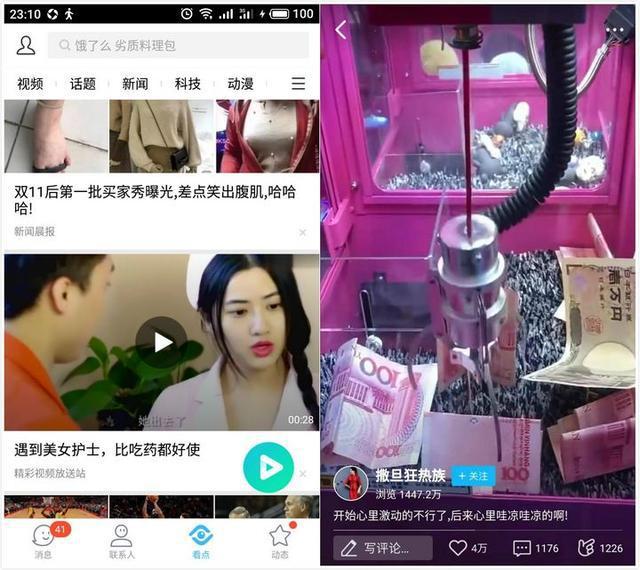 23:10
100
饿了么 劣质料理包
视频 话题 新闻 科技 动漫
双11后第一批买家秀曝光,差点笑出腹肌,哈哈
哈!
新闻晨报
她出去了
00:28
遇到美女护士，比吃药都好使
精彩视频放送站
41
消息 联系人 看点 动态
壱万円
100
100
撒旦狂热族
+关注
浏览 1447.2万
开始心里激动的不行了,后来心里哇凉哇凉的啊!
写评论...
4万
1176
1226